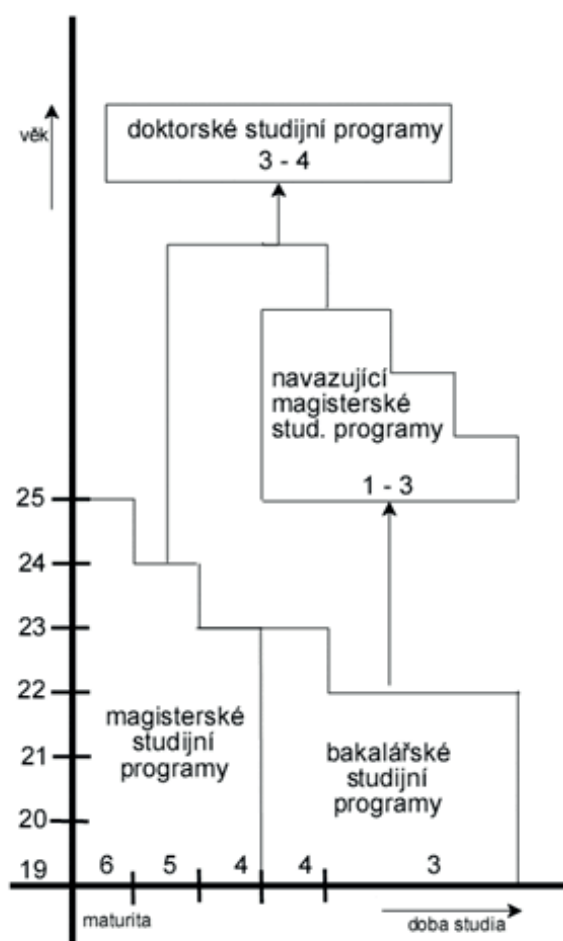 věk
doktorské studijní programy
3 - 4
navazující
magisterské
stud. programy
1 - 3
25
24
23
22
21
20
19
magisterské
studijní
programy
bakalářské
studijní
programy
6 5 4 4 3
maturita
doba studia